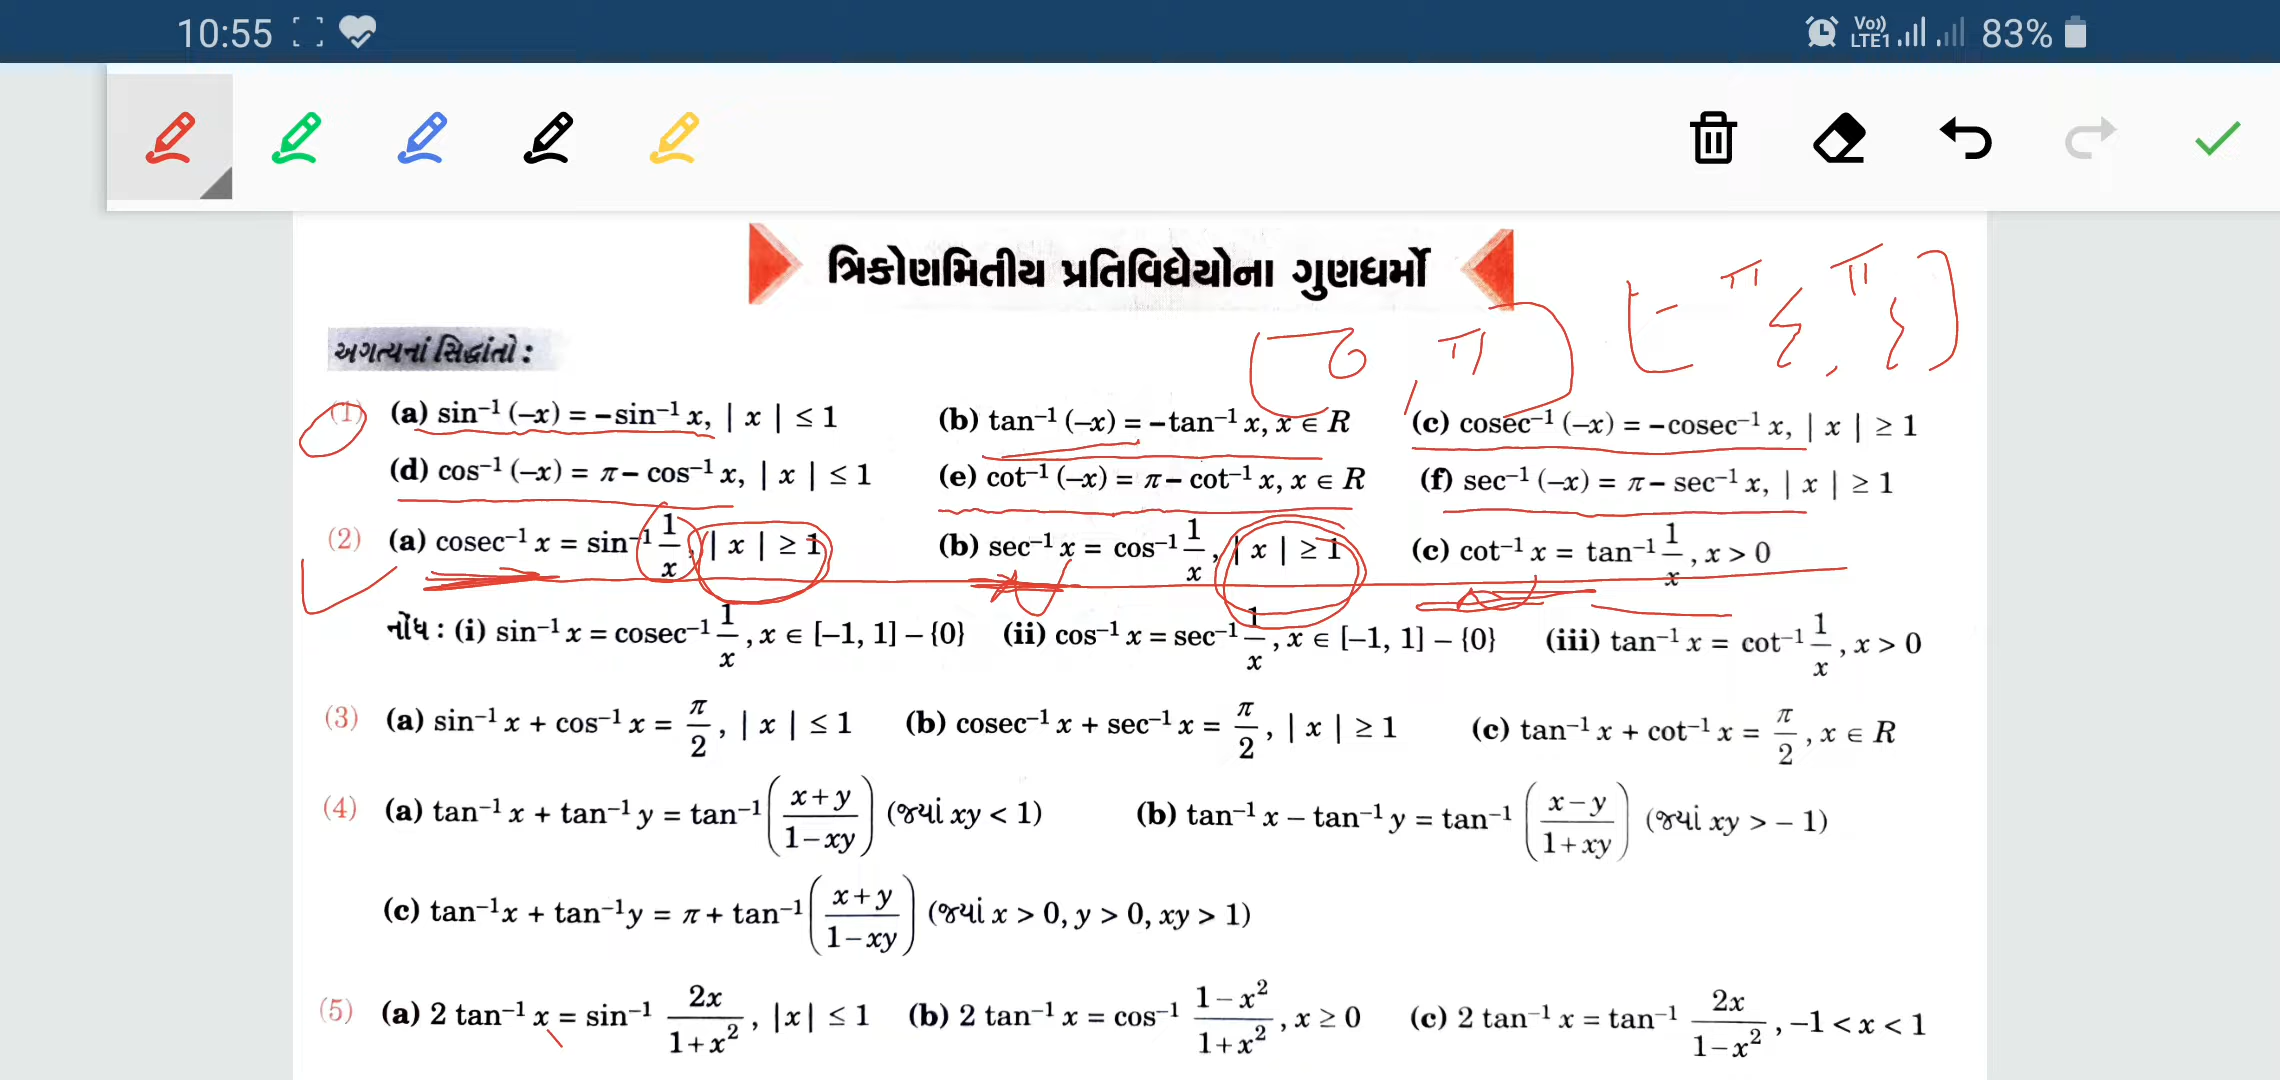 10:55 Vo)) LTE1 83%
ત્રિકોણમિતીય પ્રતિવિધેયોના ગુણધર્મો
[0, π] [-π/2, π/2]
અગત્યનાં સિદ્ધાંતો :
(1) (a) sin⁻¹ (–x) = –sin⁻¹ x, | x | ≤ 1 (b) tan⁻¹ (–x) = –tan⁻¹ x, x ∈ R (c) cosec⁻¹ (–x) = –cosec⁻¹ x, | x | ≥ 1
(d) cos⁻¹ (–x) = π – cos⁻¹ x, | x | ≤ 1 (e) cot⁻¹ (–x) = π – cot⁻¹ x, x ∈ R (f) sec⁻¹ (–x) = π – sec⁻¹ x, | x | ≥ 1
(2) (a) cosec⁻¹ x = sin⁻¹ 1/x, | x | ≥ 1 (b) sec⁻¹ x = cos⁻¹ 1/x, | x | ≥ 1 (c) cot⁻¹ x = tan⁻¹ 1/x, x > 0
નોંધ : (i) sin⁻¹ x = cosec⁻¹ 1/x, x ∈ [–1, 1] – {0} (ii) cos⁻¹ x = sec⁻¹ 1/x, x ∈ [–1, 1] – {0} (iii) tan⁻¹ x = cot⁻¹ 1/x, x > 0
(3) (a) sin⁻¹ x + cos⁻¹ x = π/2, | x | ≤ 1 (b) cosec⁻¹ x + sec⁻¹ x = π/2, | x | ≥ 1 (c) tan⁻¹ x + cot⁻¹ x = π/2, x ∈ R
(4) (a) tan⁻¹ x + tan⁻¹ y = tan⁻¹ (x+y / 1–xy) (જ્યાં xy < 1) (b) tan⁻¹ x – tan⁻¹ y = tan⁻¹ (x–y / 1+xy) (જ્યાં xy > – 1)
(c) tan⁻¹x + tan⁻¹y = π + tan⁻¹ (x+y / 1–xy) (જ્યાં x > 0, y > 0, xy > 1)
(5) (a) 2 tan⁻¹ x = sin⁻¹ 2x / 1+x², |x| ≤ 1 (b) 2 tan⁻¹ x = cos⁻¹ 1–x² / 1+x², x ≥ 0 (c) 2 tan⁻¹ x = tan⁻¹ 2x / 1–x², –1 < x < 1